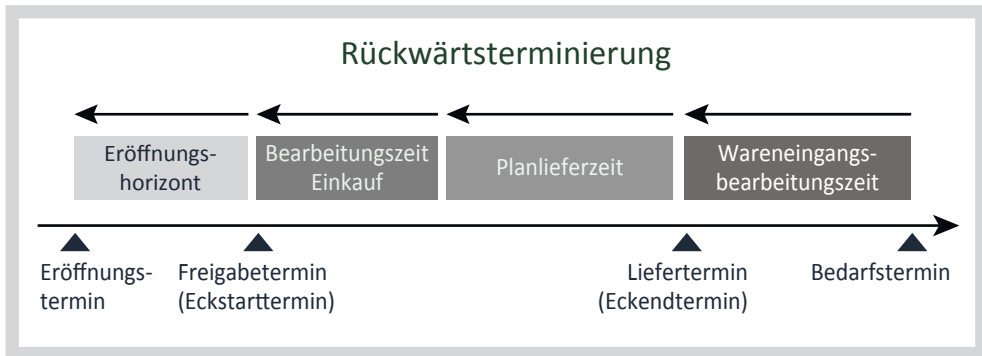 Rückwärtsterminierung
Eröffnungs-
horizont
Bearbeitungszeit
Einkauf
Planlieferzeit
Wareneingangs-
bearbeitungszeit
Eröffnungs-
termin
Freigabetermin
(Eckstarttermin)
Liefertermin
(Eckendtermin)
Bedarfstermin